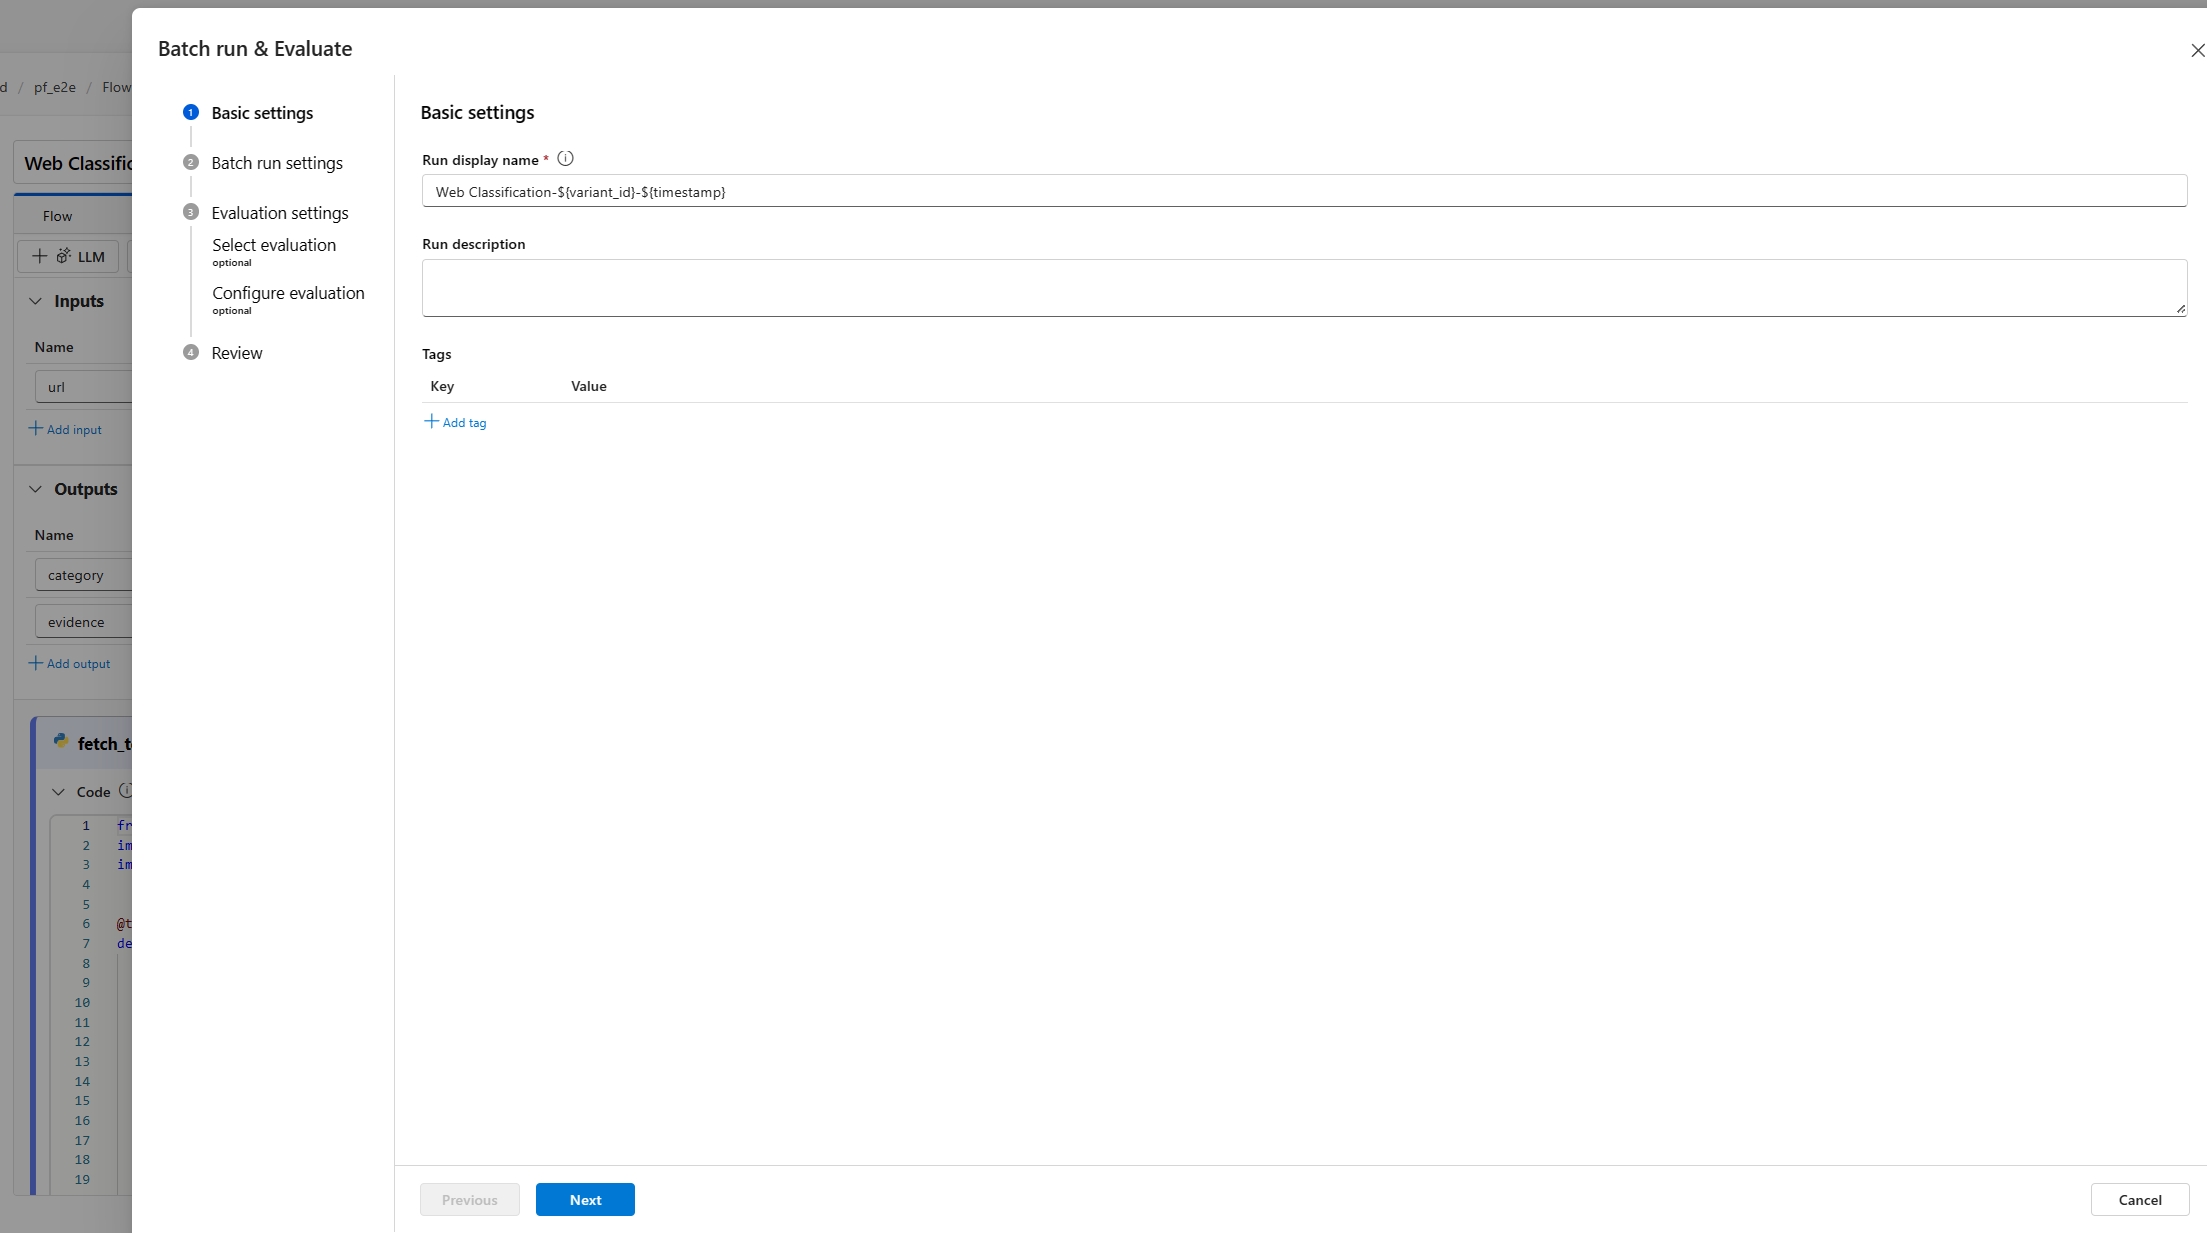 Batch run & Evaluate
d / pf_e2e / Flow
Web Classific
Flow
LLM
Inputs
Name
url
Add input
Outputs
Name
category
evidence
Add output
fetch_t
Code
1 fr
2 im
3 im
4
5
6 @t
7 de
8
9
10
11
12
13
14
15
16
17
18
19
1 Basic settings
2 Batch run settings
3 Evaluation settings
Select evaluation
optional
Configure evaluation
optional
4 Review
Basic settings
Run display name *
Web Classification-${variant_id}-${timestamp}
Run description
Tags
Key Value
Add tag
Previous Next Cancel